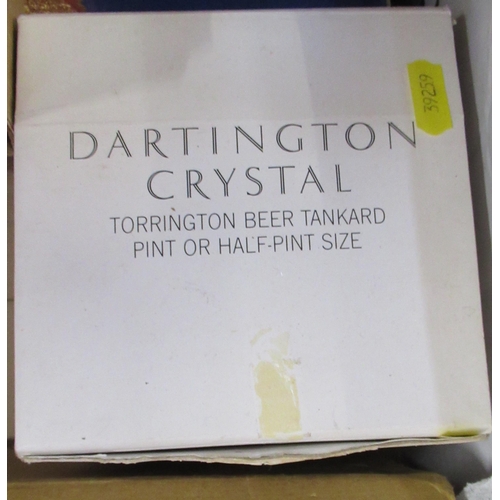 DARTINGTON
CRYSTAL
TORRINGTON BEER TANKARD
PINT OR HALF-PINT SIZE
39259